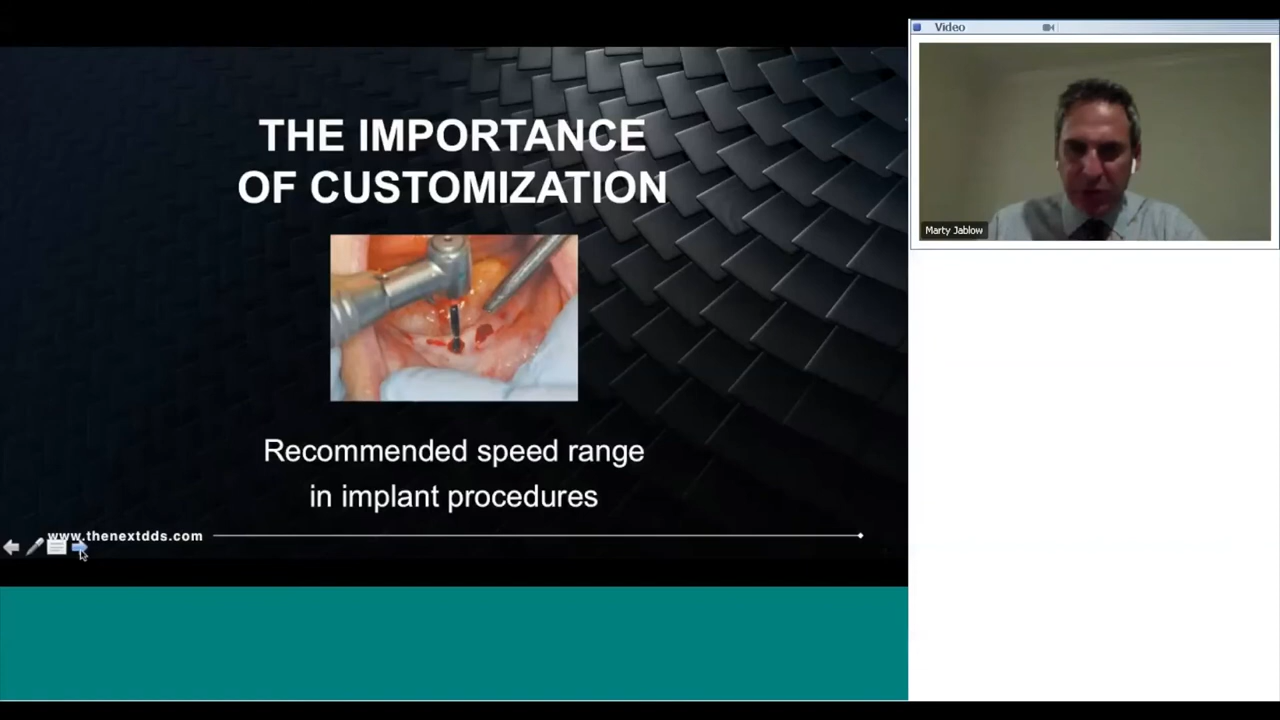 Video
THE IMPORTANCE
OF CUSTOMIZATION
Marty Jablow
Recommended speed range
in implant procedures
www.thenextdds.com